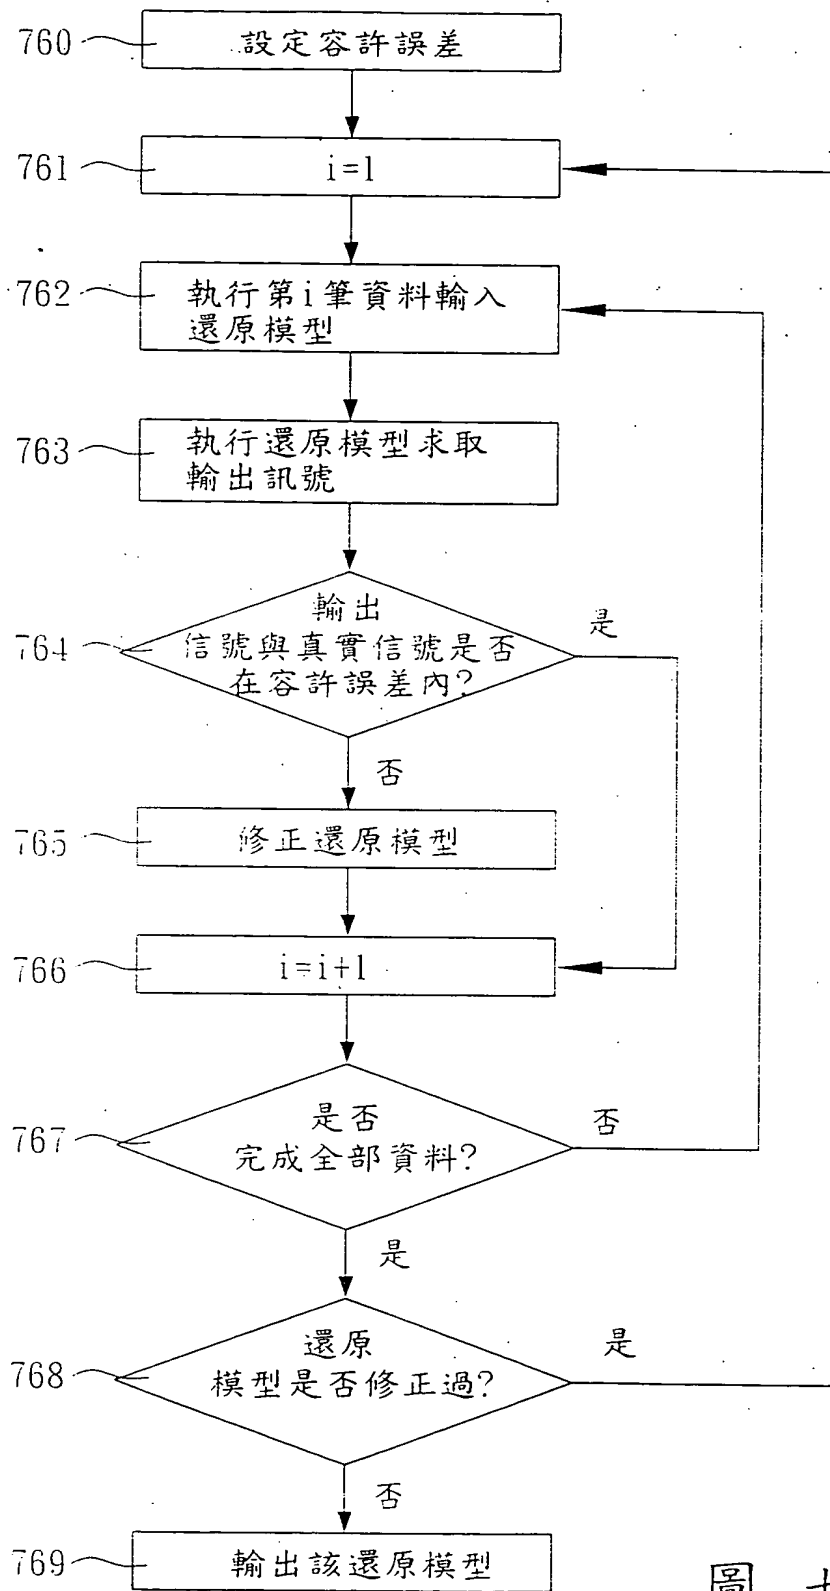 760
設定容許誤差
761
i=1
762
執行第i筆資料輸入
還原模型
763
執行還原模型求取
輸出訊號
764
輸出
信號與真實信號是否
在容許誤差內?
是
否
765
修正還原模型
766
i=i+1
767
是否
完成全部資料?
否
是
768
還原
模型是否修正過?
是
否
769
輸出該還原模型
圖